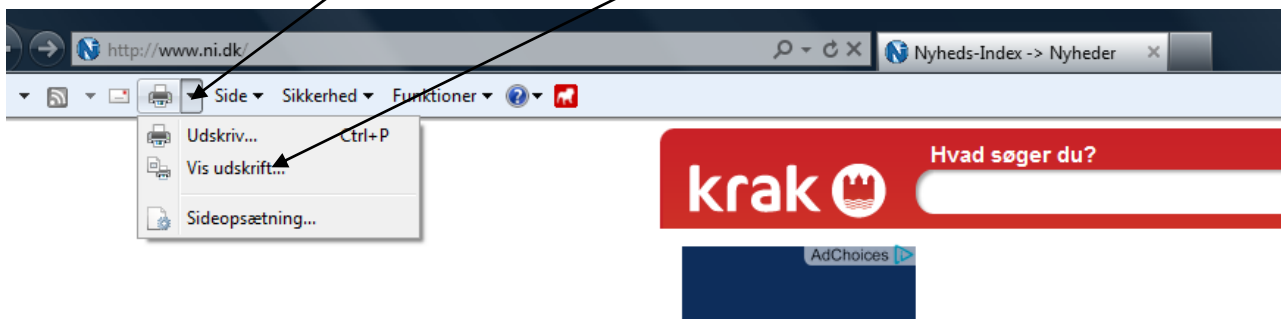 http://www.ni.dk/
Nyheds-Index -> Nyheder
Side Sikkerhed Funktioner
Udskriv... Ctrl+P
Vis udskrift...
Sideopsætning...
krak
Hvad søger du?
AdChoices